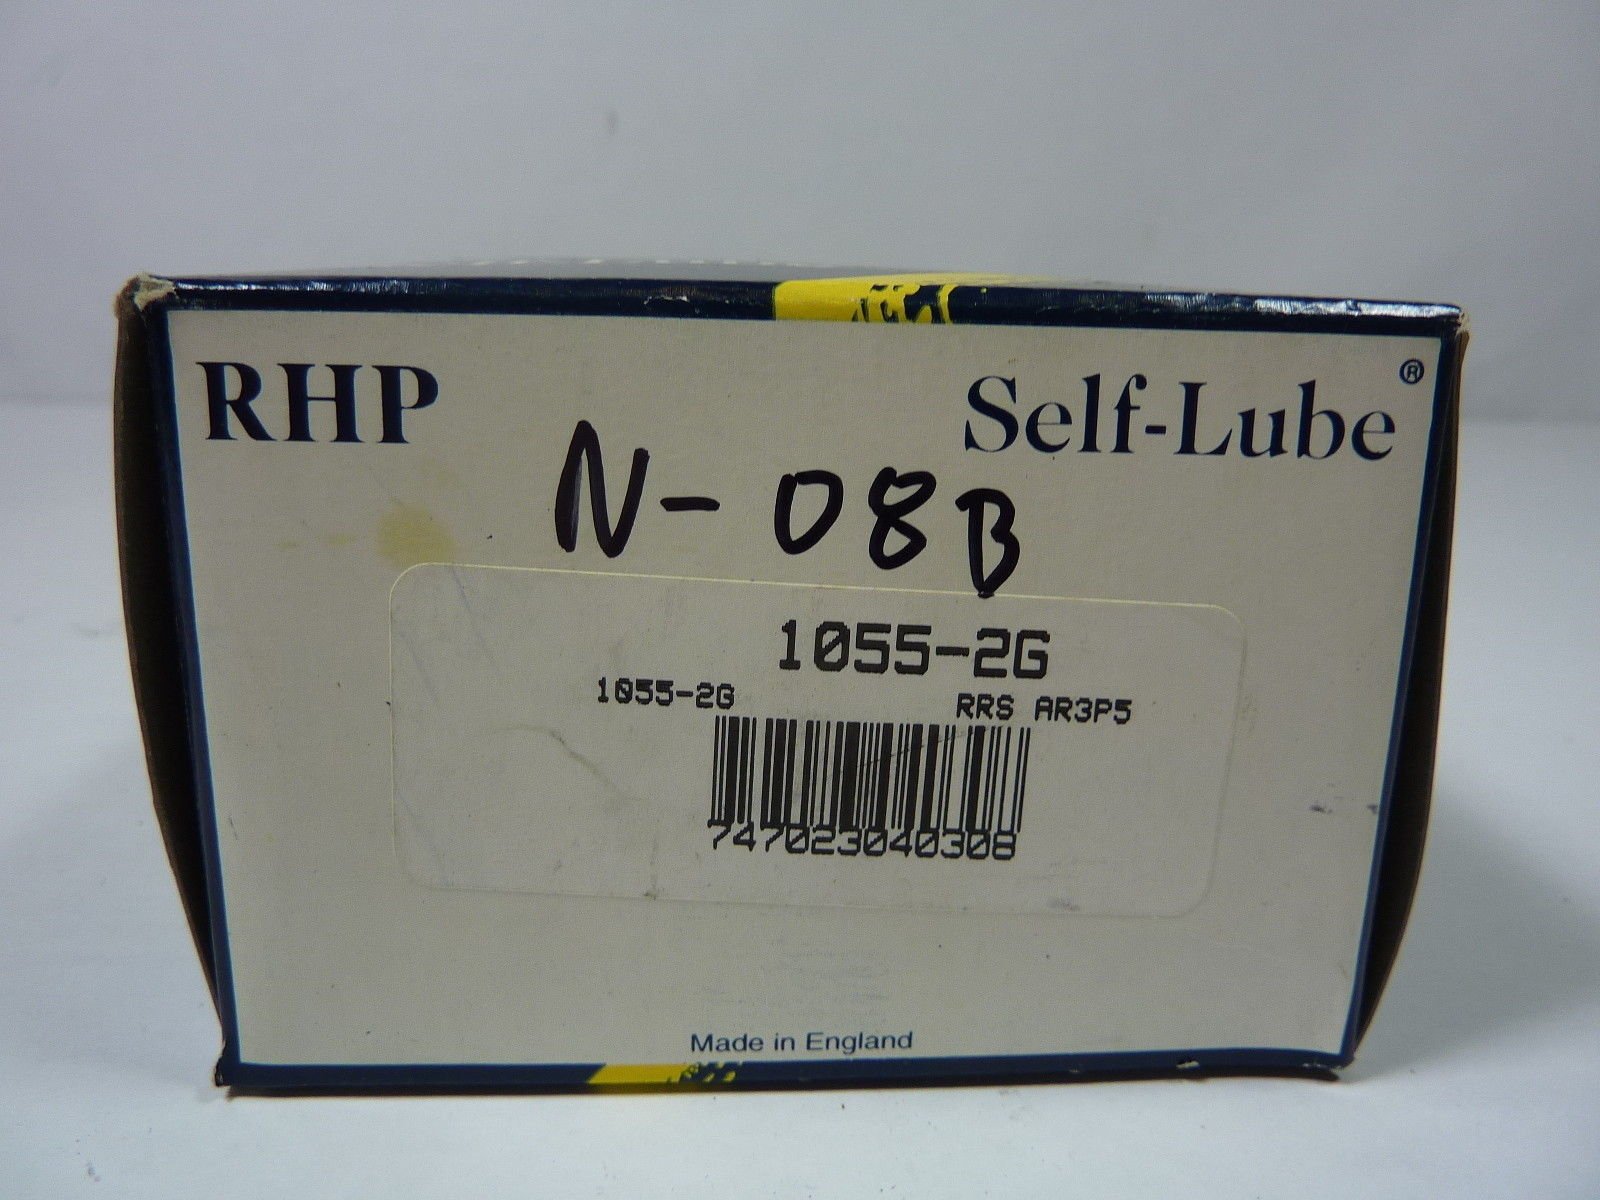 RHP
Self-Lube®
N-08B
1055-2G
1055-2G RRS AR3P5
747023040308
Made in England